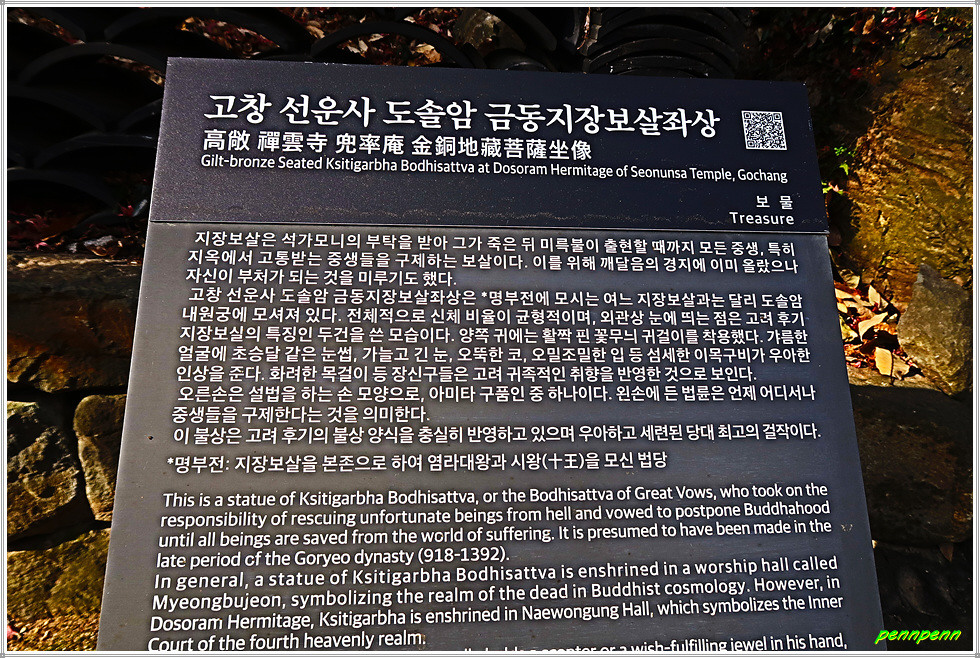 고창 선운사 도솔암 금동지장보살좌상
高敞 禪雲寺 兜率庵 金銅地藏菩薩坐像
Gilt-bronze Seated Ksitigarbha Bodhisattva at Dosoram Hermitage of Seonunsa Temple, Gochang
보 물
Treasure
지장보살은 석가모니의 부탁을 받아 그가 죽은 뒤 미륵불이 출현할 때까지 모든 중생, 특히
지옥에서 고통받는 중생들을 구제하는 보살이다. 이를 위해 깨달음의 경지에 이미 올랐으나
자신이 부처가 되는 것을 미루기도 했다.
고창 선운사 도솔암 금동지장보살좌상은 *명부전에 모시는 여느 지장보살과는 달리 도솔암
내원궁에 모셔져 있다. 전체적으로 신체 비율이 균형적이며, 외관상 눈에 띄는 점은 고려 후기
지장보실의 특징인 두건을 쓴 모습이다. 양쪽 귀에는 활짝 핀 꽃무늬 귀걸이를 착용했다. 갸름한
얼굴에 초승달 같은 눈썹, 가늘고 긴 눈, 오뚝한 코, 오밀조밀한 입 등 섬세한 이목구비가 우아한
인상을 준다. 화려한 목걸이 등 장신구들은 고려 귀족적인 취향을 반영한 것으로 보인다.
오른손은 설법을 하는 손 모양으로, 아미타 구품인 중 하나이다. 왼손에 든 법륜은 언제 어디서나
중생들을 구제한다는 것을 의미한다.
이 불상은 고려 후기의 불상 양식을 충실히 반영하고 있으며 우아하고 세련된 당대 최고의 걸작이다.
*명부전: 지장보살을 본존으로 하여 염라대왕과 시왕(十王)을 모신 법당
This is a statue of Ksitigarbha Bodhisattva, or the Bodhisattva of Great Vows, who took on the
responsibility of rescuing unfortunate beings from hell and vowed to postpone Buddhahood
until all beings are saved from the world of suffering. It is presumed to have been made in the
late period of the Goryeo dynasty (918-1392).
In general, a statue of Ksitigarbha Bodhisattva is enshrined in a worship hall called
Myeongbujeon, symbolizing the realm of the dead in Buddhist cosmology. However, in
Dosoram Hermitage, Ksitigarbha is enshrined in Naewongung Hall, which symbolizes the Inner
Court of the fourth heavenly realm.
a scepter or a wish-fulfilling jewel in his hand,
pennpenn